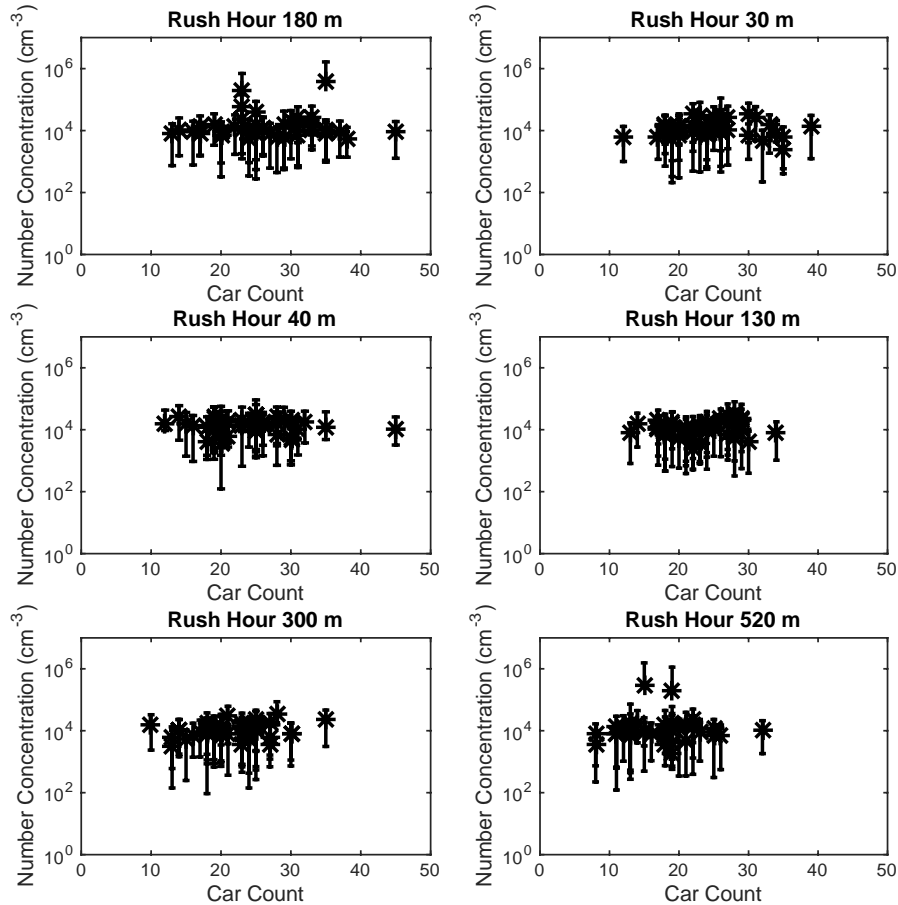 Rush Hour 180 m
Number Concentration (cm-3)
10^6
10^4
10^2
10^0
0 10 20 30 40 50
Car Count
Rush Hour 30 m
Number Concentration (cm-3)
10^6
10^4
10^2
10^0
0 10 20 30 40 50
Car Count
Rush Hour 40 m
Number Concentration (cm-3)
10^6
10^4
10^2
10^0
0 10 20 30 40 50
Car Count
Rush Hour 130 m
Number Concentration (cm-3)
10^6
10^4
10^2
10^0
0 10 20 30 40 50
Car Count
Rush Hour 300 m
Number Concentration (cm-3)
10^6
10^4
10^2
10^0
0 10 20 30 40 50
Car Count
Rush Hour 520 m
Number Concentration (cm-3)
10^6
10^4
10^2
10^0
0 10 20 30 40 50
Car Count